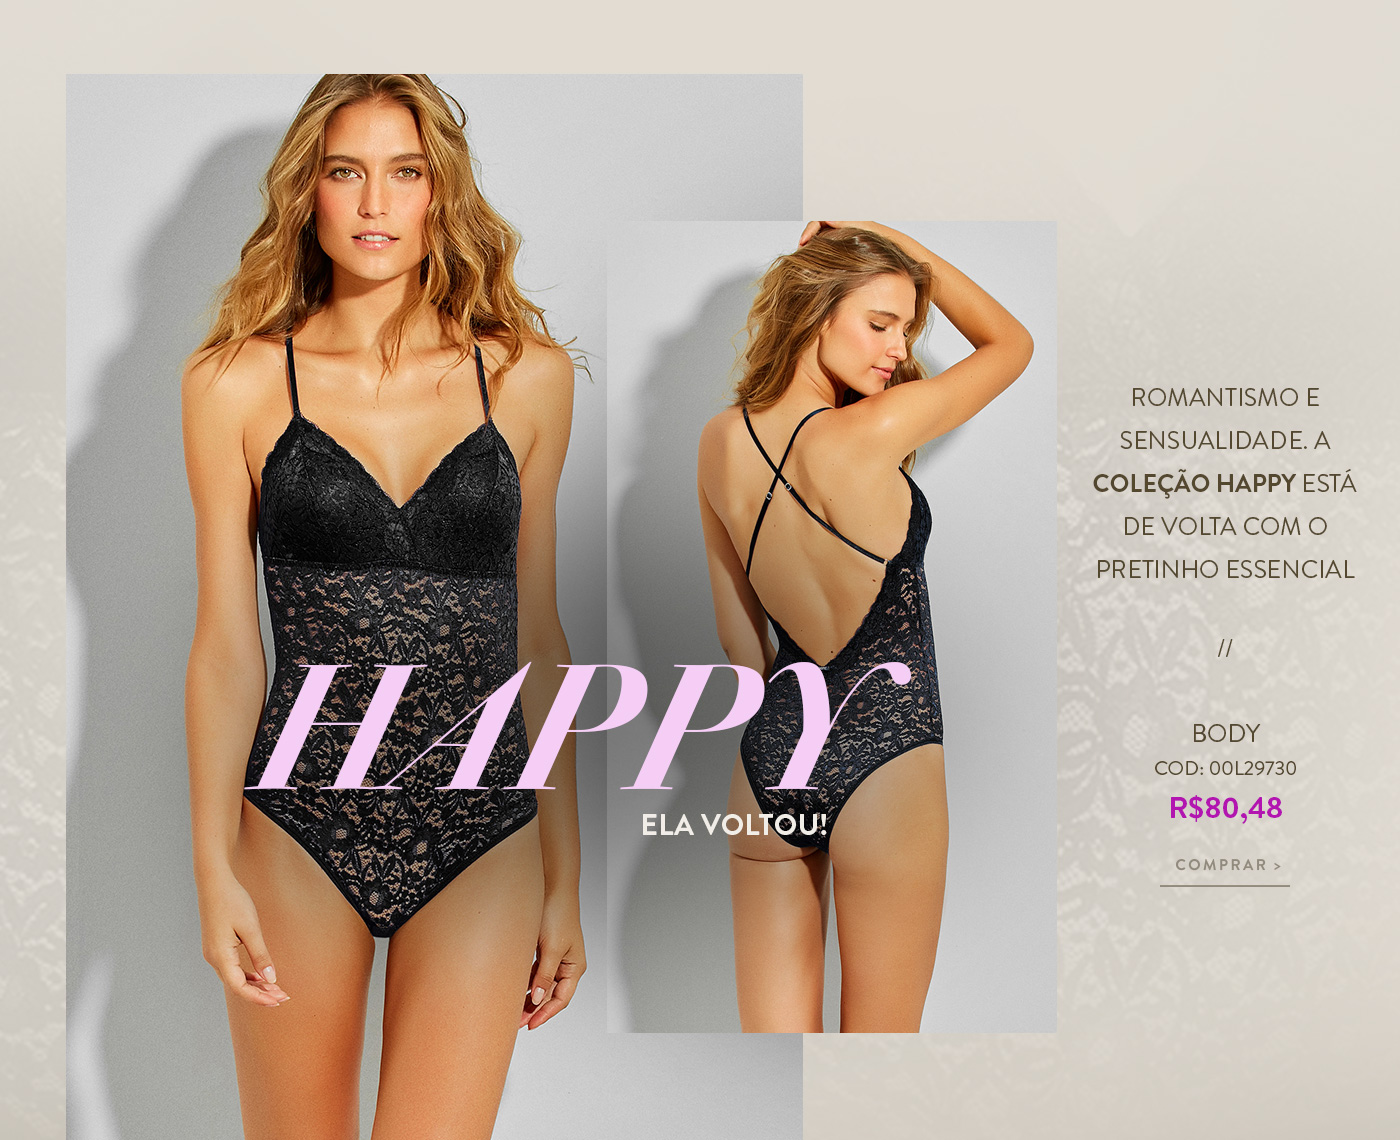 HAPPY
ELA VOLTOU!
ROMANTISMO E
SENSUALIDADE. A
COLEÇÃO HAPPY ESTÁ
DE VOLTA COM O
PRETINHO ESSENCIAL
//
BODY
COD: 00L29730
R$80,48
COMPRAR >